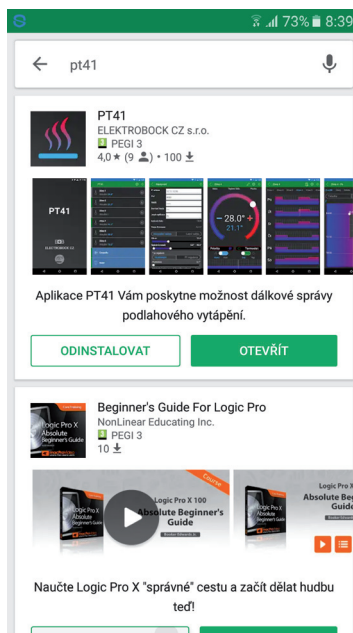 73% 8:39
pt41
PT41
ELEKTROBOCK CZ s.r.o.
PEGI 3
4,0★ (9 ) • 100
PT41
ELEKTROBOCK CZ
- 28.0° +
21.1°
Aplikace PT41 Vám poskytne možnost dálkové správy
podlahového vytápění.
ODINSTALOVAT
OTEVŘÍT
Beginner's Guide For Logic Pro
NonLinear Educating Inc.
PEGI 3
10
Logic Pro X
Absolute
Beginner's Guide
Course
Logic Pro X 100
Absolute Beginner's
Guide
Logic Pro X
Absolute Beg
Guide
Naučte Logic Pro X "správné" cestu a začít dělat hudbu
teď!